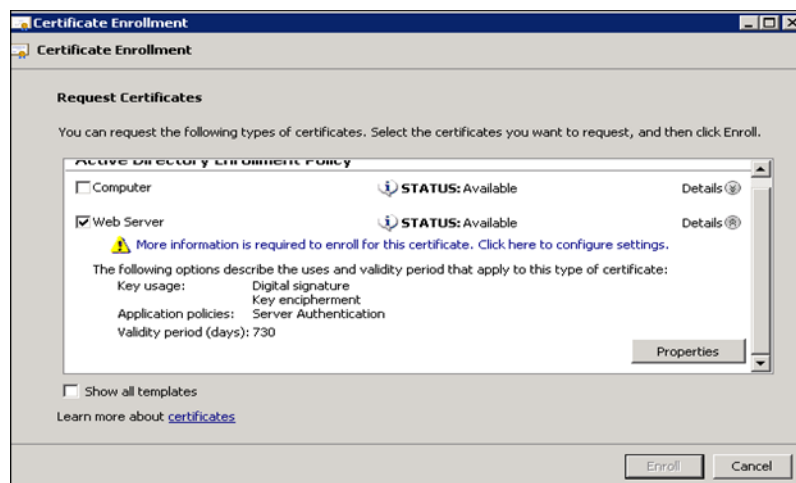 Certificate Enrollment
Certificate Enrollment
Request Certificates
You can request the following types of certificates. Select the certificates you want to request, and then click Enroll.
Active Directory Enrollment Policy
Computer STATUS: Available Details
Web Server STATUS: Available Details
More information is required to enroll for this certificate. Click here to configure settings.
The following options describe the uses and validity period that apply to this type of certificate:
Key usage: Digital signature
Key encipherment
Application policies: Server Authentication
Validity period (days): 730
Properties
Show all templates
Learn more about certificates
Enroll Cancel